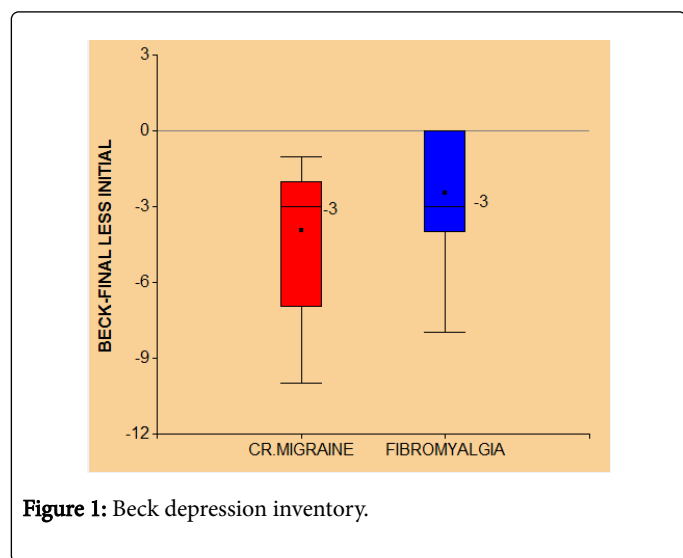 3
0
-3
-6
-9
-12
BECK-FINAL LESS INITIAL
-3
-3
CR.MIGRAINE FIBROMYALGIA
Figure 1: Beck depression inventory.